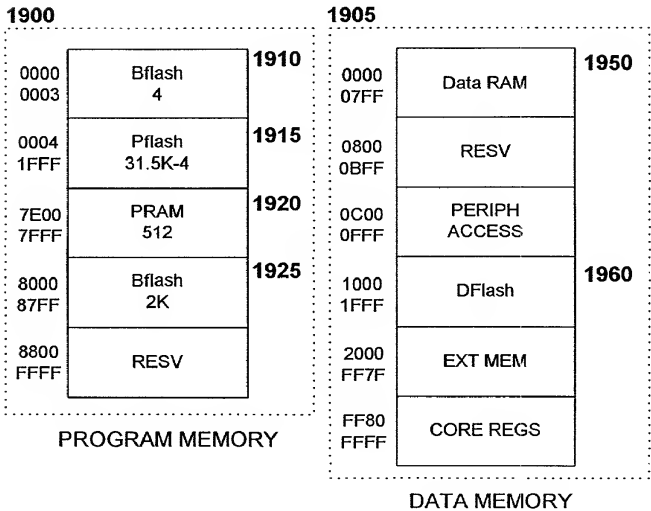 1900
0000
0003
Bflash
4
1910
0004
1FFF
Pflash
31.5K-4
1915
7E00
7FFF
PRAM
512
1920
8000
87FF
Bflash
2K
1925
8800
FFFF
RESV
PROGRAM MEMORY
1905
0000
07FF
Data RAM
1950
0800
0BFF
RESV
0C00
0FFF
PERIPH
ACCESS
1000
1FFF
DFlash
1960
2000
FF7F
EXT MEM
FF80
FFFF
CORE REGS
DATA MEMORY